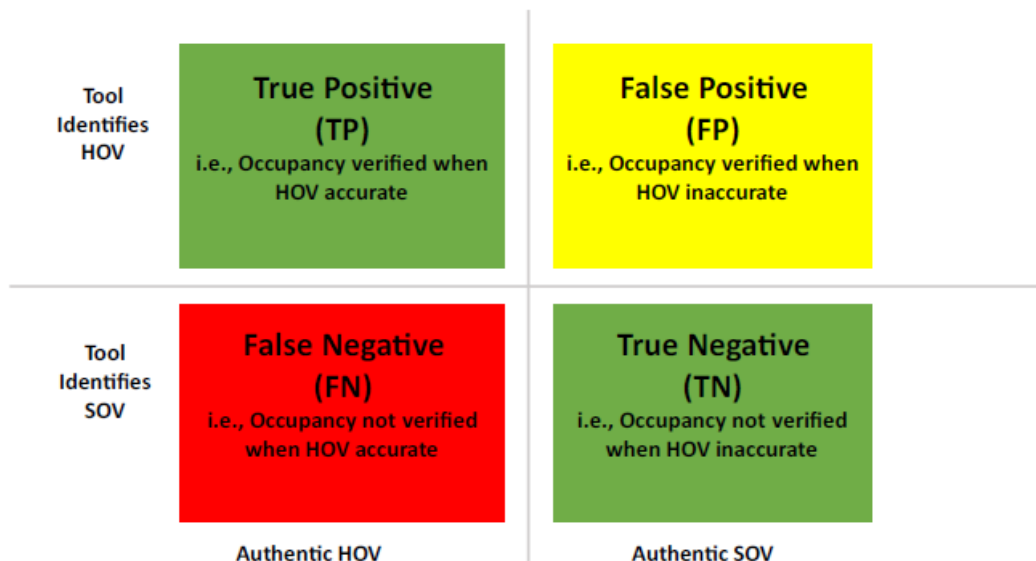 Tool
Identifies
HOV
True Positive
(TP)
i.e., Occupancy verified when
HOV accurate
False Positive
(FP)
i.e., Occupancy verified when
HOV inaccurate
Tool
Identifies
SOV
False Negative
(FN)
i.e., Occupancy not verified
when HOV accurate
True Negative
(TN)
i.e., Occupancy not verified
when HOV inaccurate
Authentic HOV
Authentic SOV